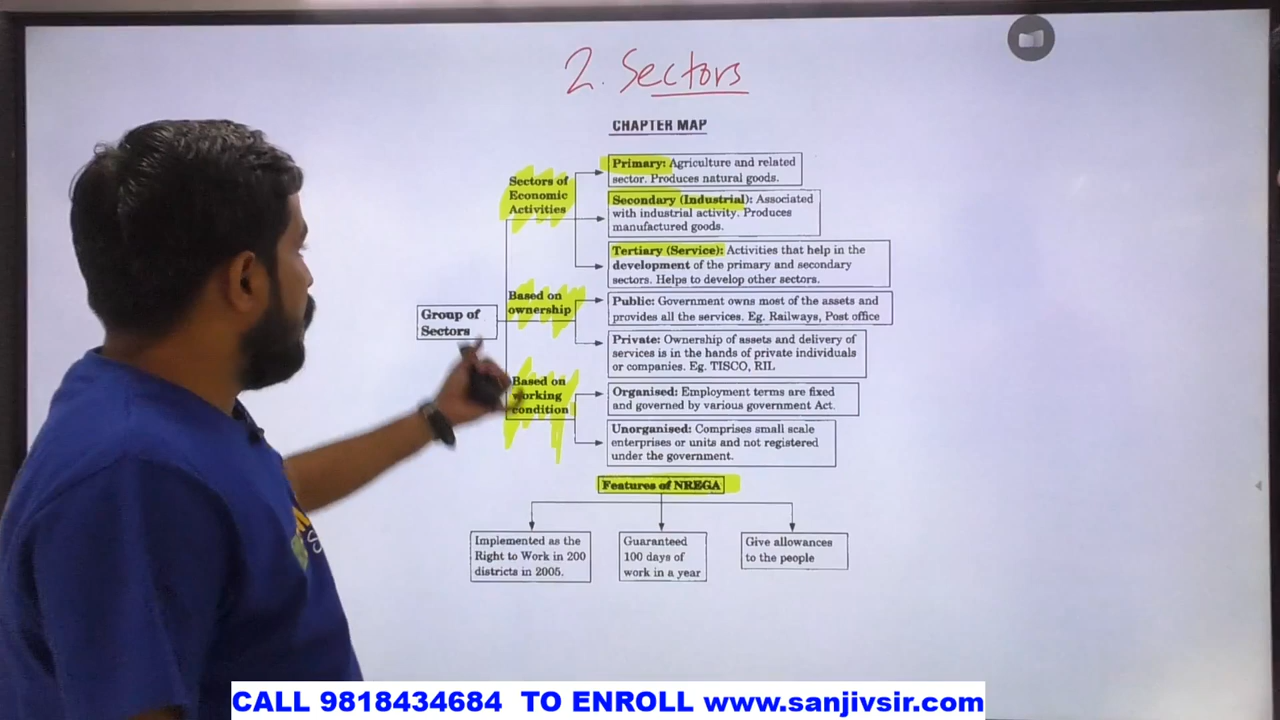 2. Sectors
CHAPTER MAP
Group of
Sectors
Sectors of
Economic
Activities
Primary: Agriculture and related
sector. Produces natural goods.
Secondary (Industrial): Associated
with industrial activity. Produces
manufactured goods.
Tertiary (Service): Activities that help in the
development of the primary and secondary
sectors. Helps to develop other sectors.
Based on
ownership
Public: Government owns most of the assets and
provides all the services. Eg. Railways, Post office
Private: Ownership of assets and delivery of
services is in the hands of private individuals
or companies. Eg. TISCO, RIL
Based on
working
condition
Organised: Employment terms are fixed
and governed by various government Act.
Unorganised: Comprises small scale
enterprises or units and not registered
under the government.
Features of NREGA
Implemented as the
Right to Work in 200
districts in 2005.
Guaranteed
100 days of
work in a year
Give allowances
to the people
CALL 9818434684 TO ENROLL www.sanjivsir.com